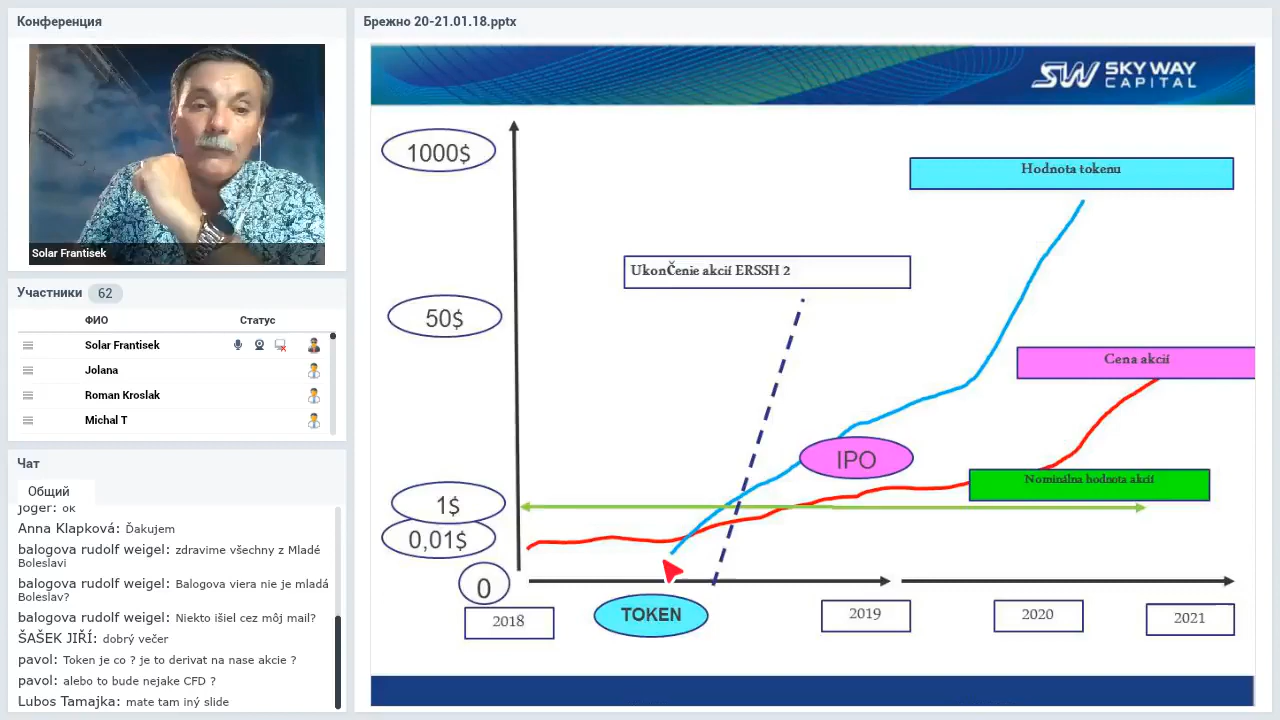 Конференция
Solar Frantisek
Участники 62
ФИО Статус
Solar Frantisek
Jolana
Roman Kroslak
Michal T
Чат
Общий
joger: ok
Anna Klapková: Ďakujem
balogova rudolf weigel: zdravime všechny z Mladé
Boleslavi
balogova rudolf weigel: Balogova viera nie je mladá
Boleslav?
balogova rudolf weigel: Niekto išiel cez môj mail?
ŠAŠEK JIŘÍ: dobrý večer
pavol: Token je co ? je to derivat na nase akcie ?
pavol: alebo to bude nejake CFD ?
Lubos Tamajka: mate tam iný slide
Брежно 20-21.01.18.pptx
SW SKY WAY
CAPITAL
1000$
Hodnota tokenu
UkonČenie akcií ERSSH 2
50$
Cena akcií
IPO
Nominálna hodnota akcií
1$
0,01$
0
TOKEN
2018
2019
2020
2021